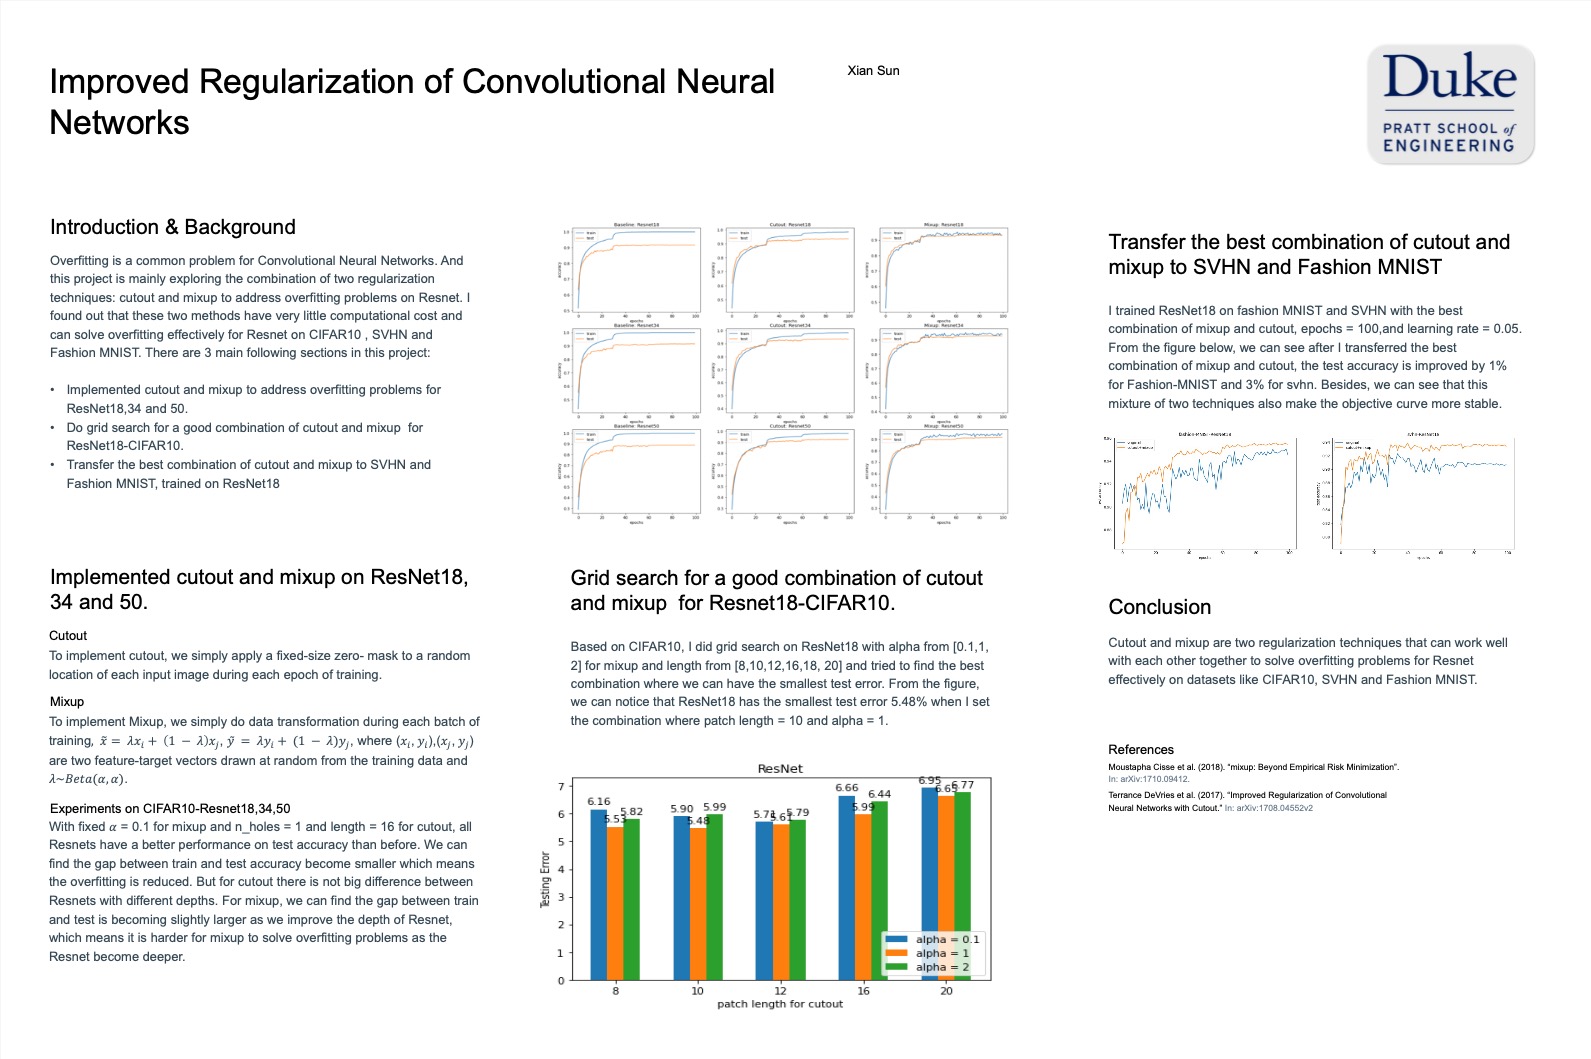 Improved Regularization of Convolutional Neural
Networks
Xian Sun
Duke
PRATT SCHOOL of
ENGINEERING
Introduction & Background
Overfitting is a common problem for Convolutional Neural Networks. And
this project is mainly exploring the combination of two regularization
techniques: cutout and mixup to address overfitting problems on Resnet. I
found out that these two methods have very little computational cost and
can solve overfitting effectively for Resnet on CIFAR10 , SVHN and
Fashion MNIST. There are 3 main following sections in this project:
• Implemented cutout and mixup to address overfitting problems for
ResNet18,34 and 50.
• Do grid search for a good combination of cutout and mixup for
ResNet18-CIFAR10.
• Transfer the best combination of cutout and mixup to SVHN and
Fashion MNIST, trained on ResNet18
Implemented cutout and mixup on ResNet18,
34 and 50.
Cutout
To implement cutout, we simply apply a fixed-size zero- mask to a random
location of each input image during each epoch of training.
Mixup
To implement Mixup, we simply do data transformation during each batch of
training, x̃ = λxᵢ + (1 − λ)xⱼ, ỹ = λyᵢ + (1 − λ)yⱼ, where (xᵢ, yᵢ),(xⱼ, yⱼ)
are two feature-target vectors drawn at random from the training data and
λ~Beta(α, α).
Experiments on CIFAR10-Resnet18,34,50
With fixed α = 0.1 for mixup and n_holes = 1 and length = 16 for cutout, all
Resnets have a better performance on test accuracy than before. We can
find the gap between train and test accuracy become smaller which means
the overfitting is reduced. But for cutout there is not big difference between
Resnets with different depths. For mixup, we can find the gap between train
and test is becoming slightly larger as we improve the depth of Resnet,
which means it is harder for mixup to solve overfitting problems as the
Resnet become deeper.
Baseline: Resnet18
Cutout: Resnet18
Mixup: Resnet18
Baseline: Resnet34
Cutout: Resnet34
Mixup: Resnet34
Baseline: Resnet50
Cutout: Resnet50
Mixup: Resnet50
train
test
accuracy
epochs
0 20 40 60 80 100
Grid search for a good combination of cutout
and mixup for Resnet18-CIFAR10.
Based on CIFAR10, I did grid search on ResNet18 with alpha from [0.1,1,
2] for mixup and length from [8,10,12,16,18, 20] and tried to find the best
combination where we can have the smallest test error. From the figure,
we can notice that ResNet18 has the smallest test error 5.48% when I set
the combination where patch length = 10 and alpha = 1.
ResNet
Testing Error
7
6
5
4
3
2
1
0
6.16 5.53 5.82
5.90 5.48 5.99
5.71 5.61 5.79
6.66 5.99 6.44
6.95 6.65 6.77
alpha = 0.1
alpha = 1
alpha = 2
8 10 12 16 20
patch length for cutout
Transfer the best combination of cutout and
mixup to SVHN and Fashion MNIST
I trained ResNet18 on fashion MNIST and SVHN with the best
combination of mixup and cutout, epochs = 100,and learning rate = 0.05.
From the figure below, we can see after I transferred the best
combination of mixup and cutout, the test accuracy is improved by 1%
for Fashion-MNIST and 3% for svhn. Besides, we can see that this
mixture of two techniques also make the objective curve more stable.
Conclusion
Cutout and mixup are two regularization techniques that can work well
with each other together to solve overfitting problems for Resnet
effectively on datasets like CIFAR10, SVHN and Fashion MNIST.
References
Moustapha Cisse et al. (2018). “mixup: Beyond Empirical Risk Minimization”.
In: arXiv:1710.09412.
Terrance DeVries et al. (2017). “Improved Regularization of Convolutional
Neural Networks with Cutout.” In: arXiv:1708.04552v2